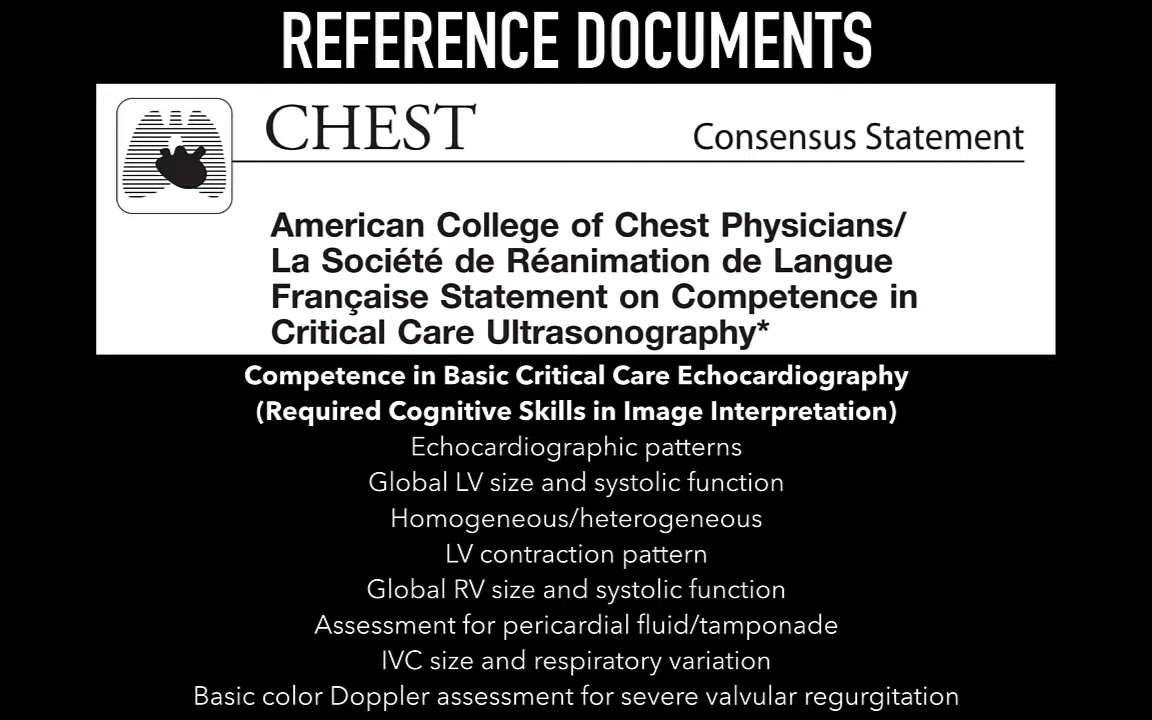 REFERENCE DOCUMENTS
CHEST
Consensus Statement
American College of Chest Physicians/
La Société de Réanimation de Langue
Française Statement on Competence in
Critical Care Ultrasonography*
Competence in Basic Critical Care Echocardiography
(Required Cognitive Skills in Image Interpretation)
Echocardiographic patterns
Global LV size and systolic function
Homogeneous/heterogeneous
LV contraction pattern
Global RV size and systolic function
Assessment for pericardial fluid/tamponade
IVC size and respiratory variation
Basic color Doppler assessment for severe valvular regurgitation